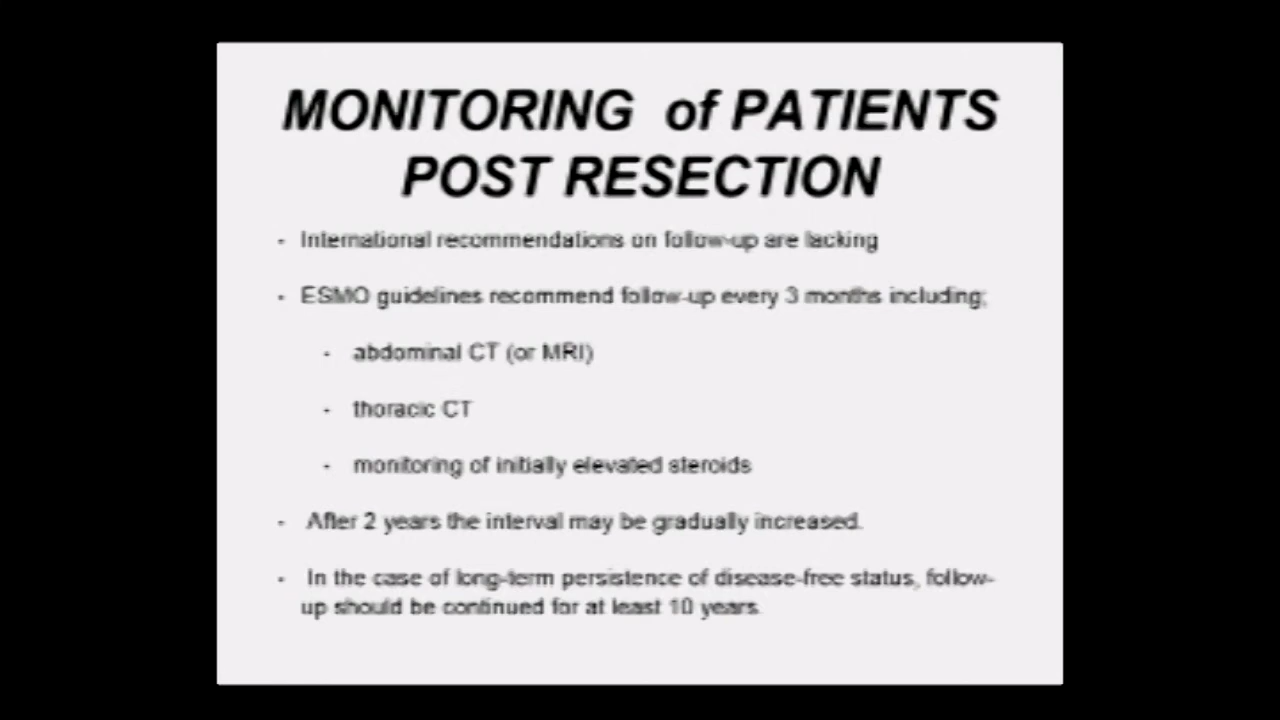 MONITORING of PATIENTS
POST RESECTION
- International recommendations on follow-up are lacking
- ESMO guidelines recommend follow-up every 3 months including;
- abdominal CT (or MRI)
- thoracic CT
- monitoring of initially elevated steroids
- After 2 years the interval may be gradually increased.
- In the case of long-term persistence of disease-free status, follow-
up should be continued for at least 10 years.